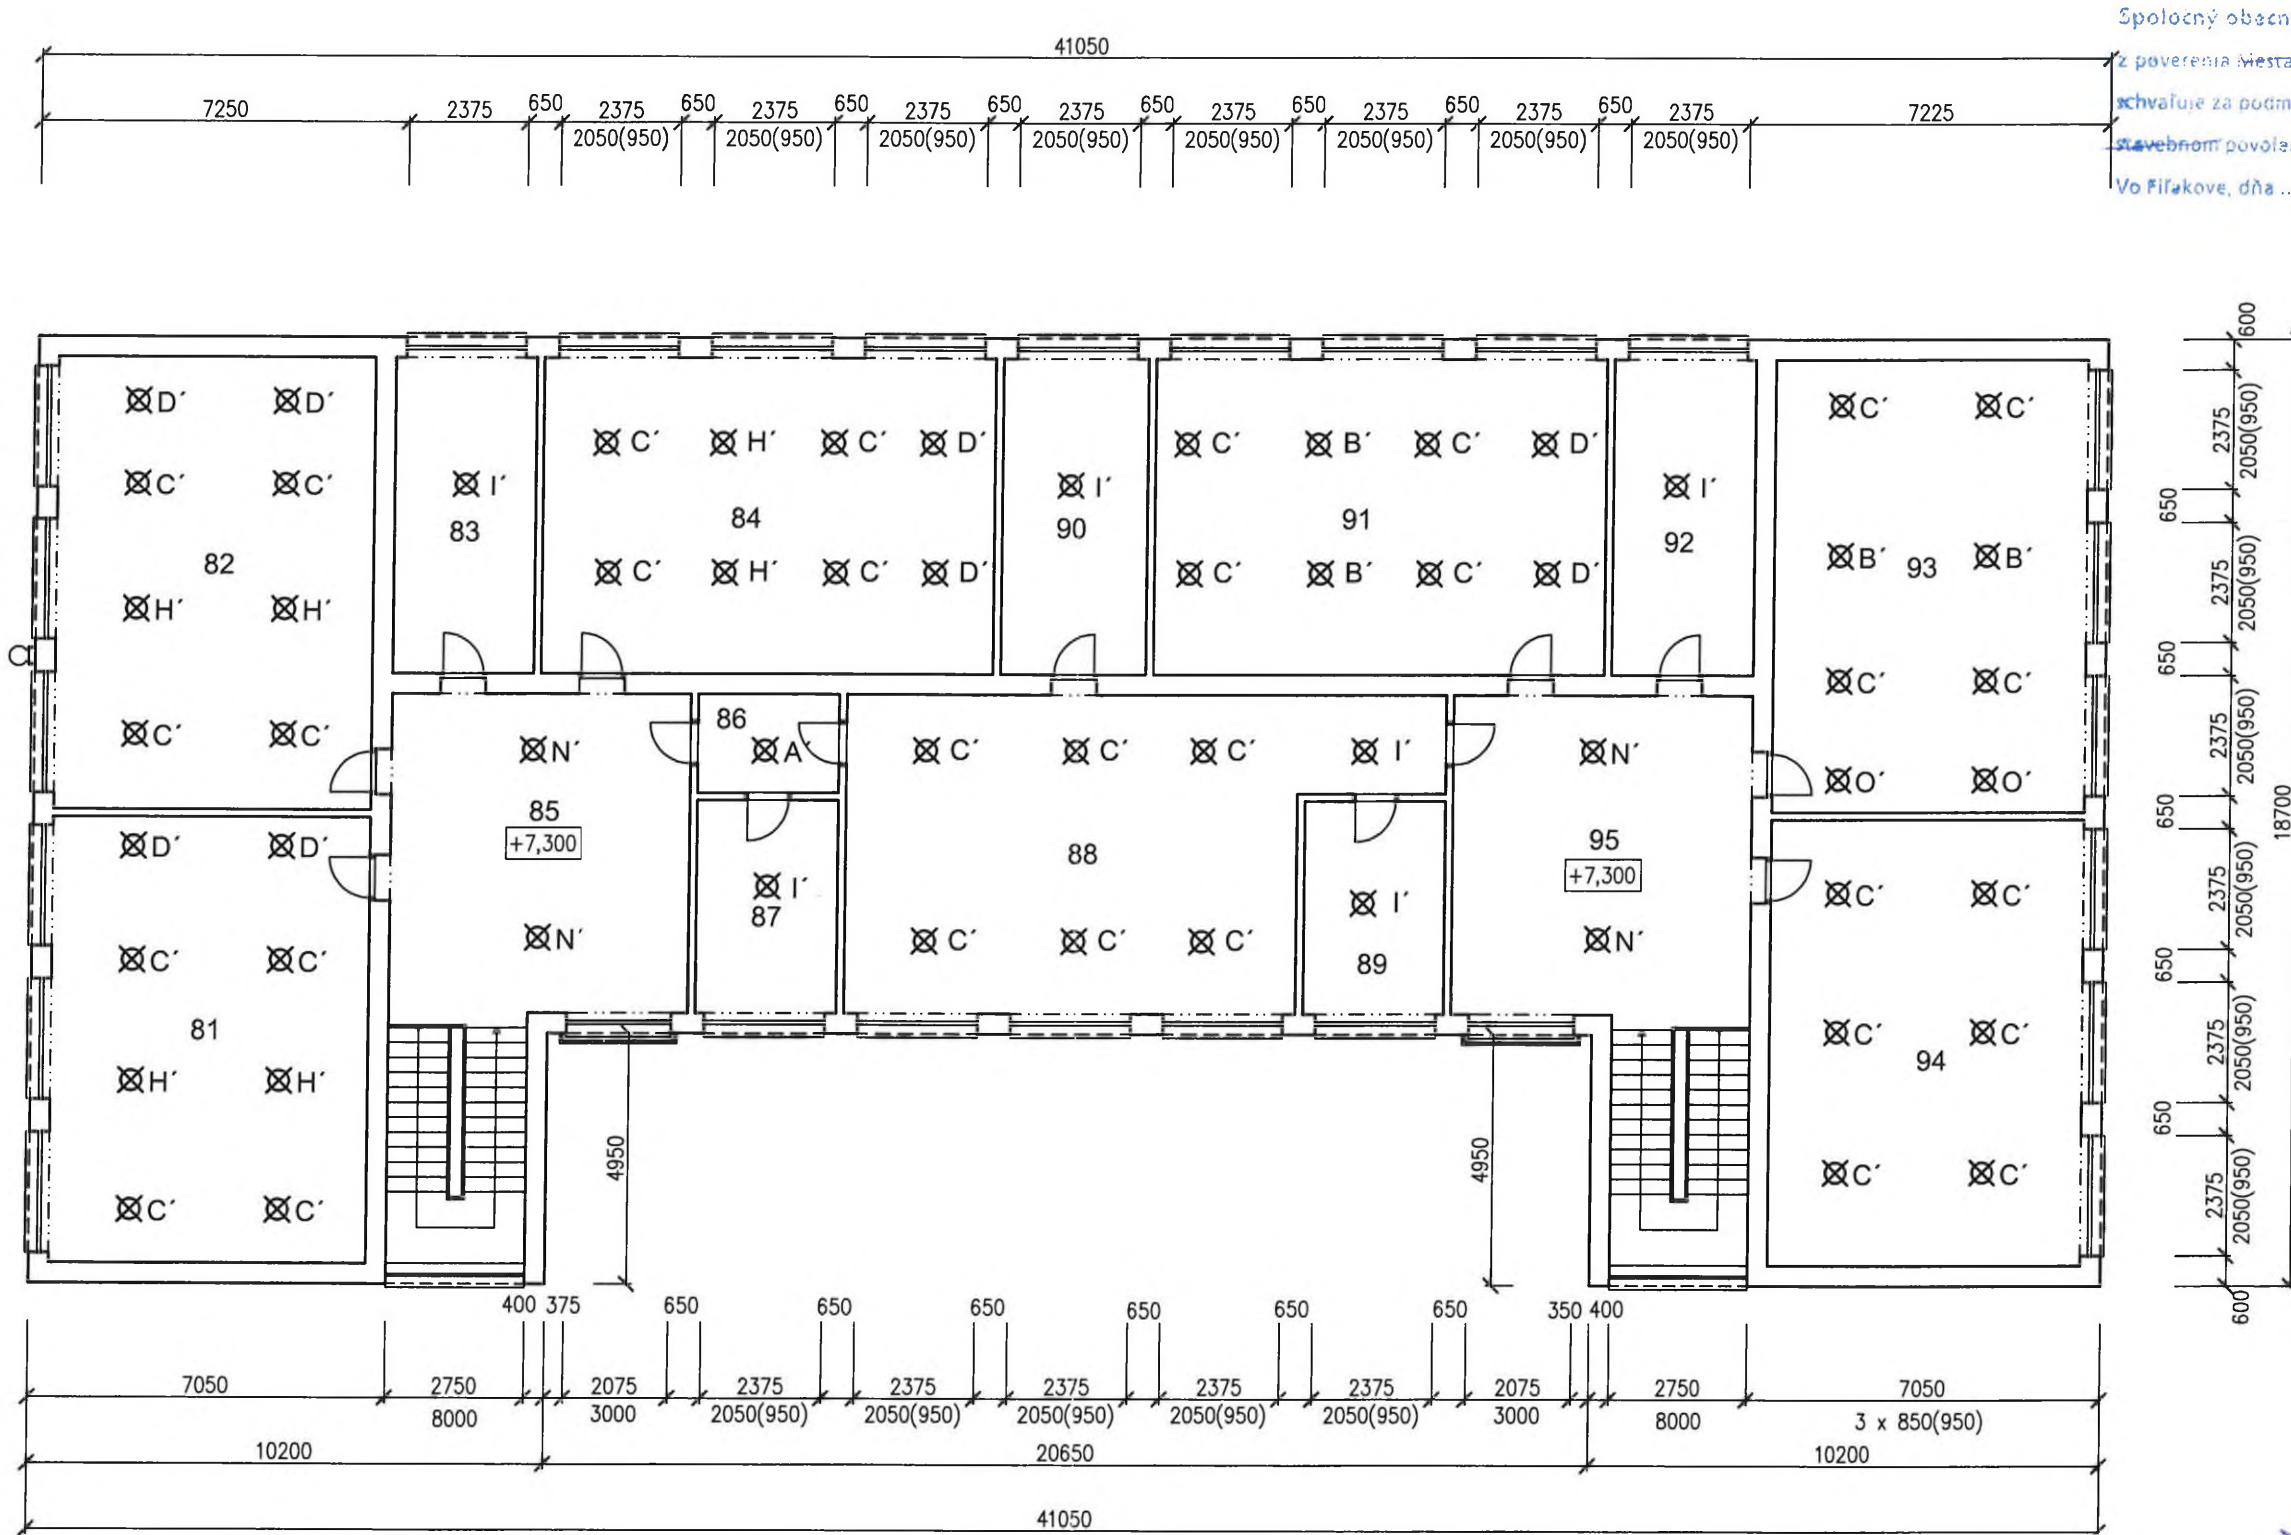 Spoločný obecn
41050
z poverenia Mesta
schvaľuje za podm
7250 2375 650 2375 650 2375 650 2375 650 2375 650 2375 650 2375 650 2375 650 2375 7225
2050(950) 2050(950) 2050(950) 2050(950) 2050(950) 2050(950) 2050(950) 2050(950)
stavebnom povole
Vo Fiľakove, dňa ..
600
D´ D´ C´ C´
2375 2050(950)
C´ H´ C´ D´ C´ B´ C´ D´
C´ C´ I´ I´ I´
650
83 84 90 91 92
82 B´ 93 B´
C´ H´ C´ D´ C´ B´ C´ D´
2375 2050(950)
H´ H´
650
C´ C´
86
C´ C´ N´ A´ C´ C´ C´ I´ N´
2375 2050(950)
O´ O´
85 650 18700
+7,300
D´ D´ 88 95
+7,300
I´ C´ C´
87 I´ 2375 2050(950)
N´ C´ C´ C´ N´
C´ C´ 89 650
81 C´ C´
94 2375 2050(950)
H´ H´
650
4950 4950
C´ C´
2375 2050(950)
C´ C´
600
400 375 650 650 650 650 650 650 350 400
7050 2750 2075 2375 2375 2375 2375 2375 2075 2750 7050
8000 3000 2050(950) 2050(950) 2050(950) 2050(950) 2050(950) 3000 8000 3 x 850(950)
10200 20650 10200
41050